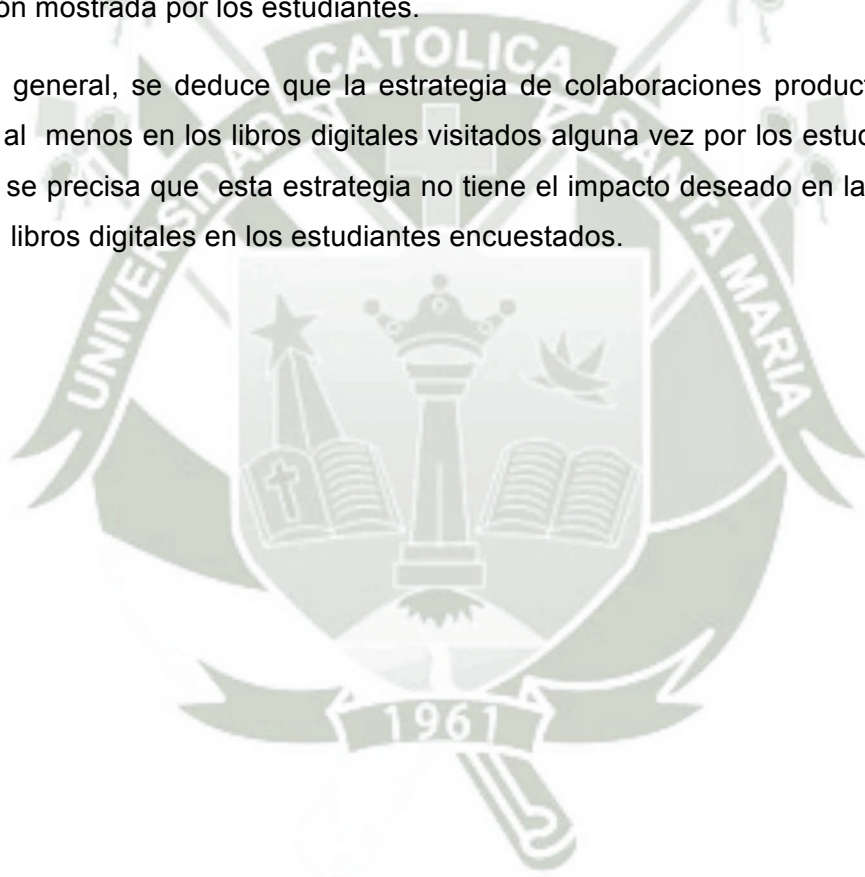 ón mostrada por los estudiantes.
general, se deduce que la estrategia de colaboraciones product
al menos en los libros digitales visitados alguna vez por los estud
se precisa que esta estrategia no tiene el impacto deseado en la
libros digitales en los estudiantes encuestados.
UNIVERSIDAD CATOLICA SANTA MARIA
1961